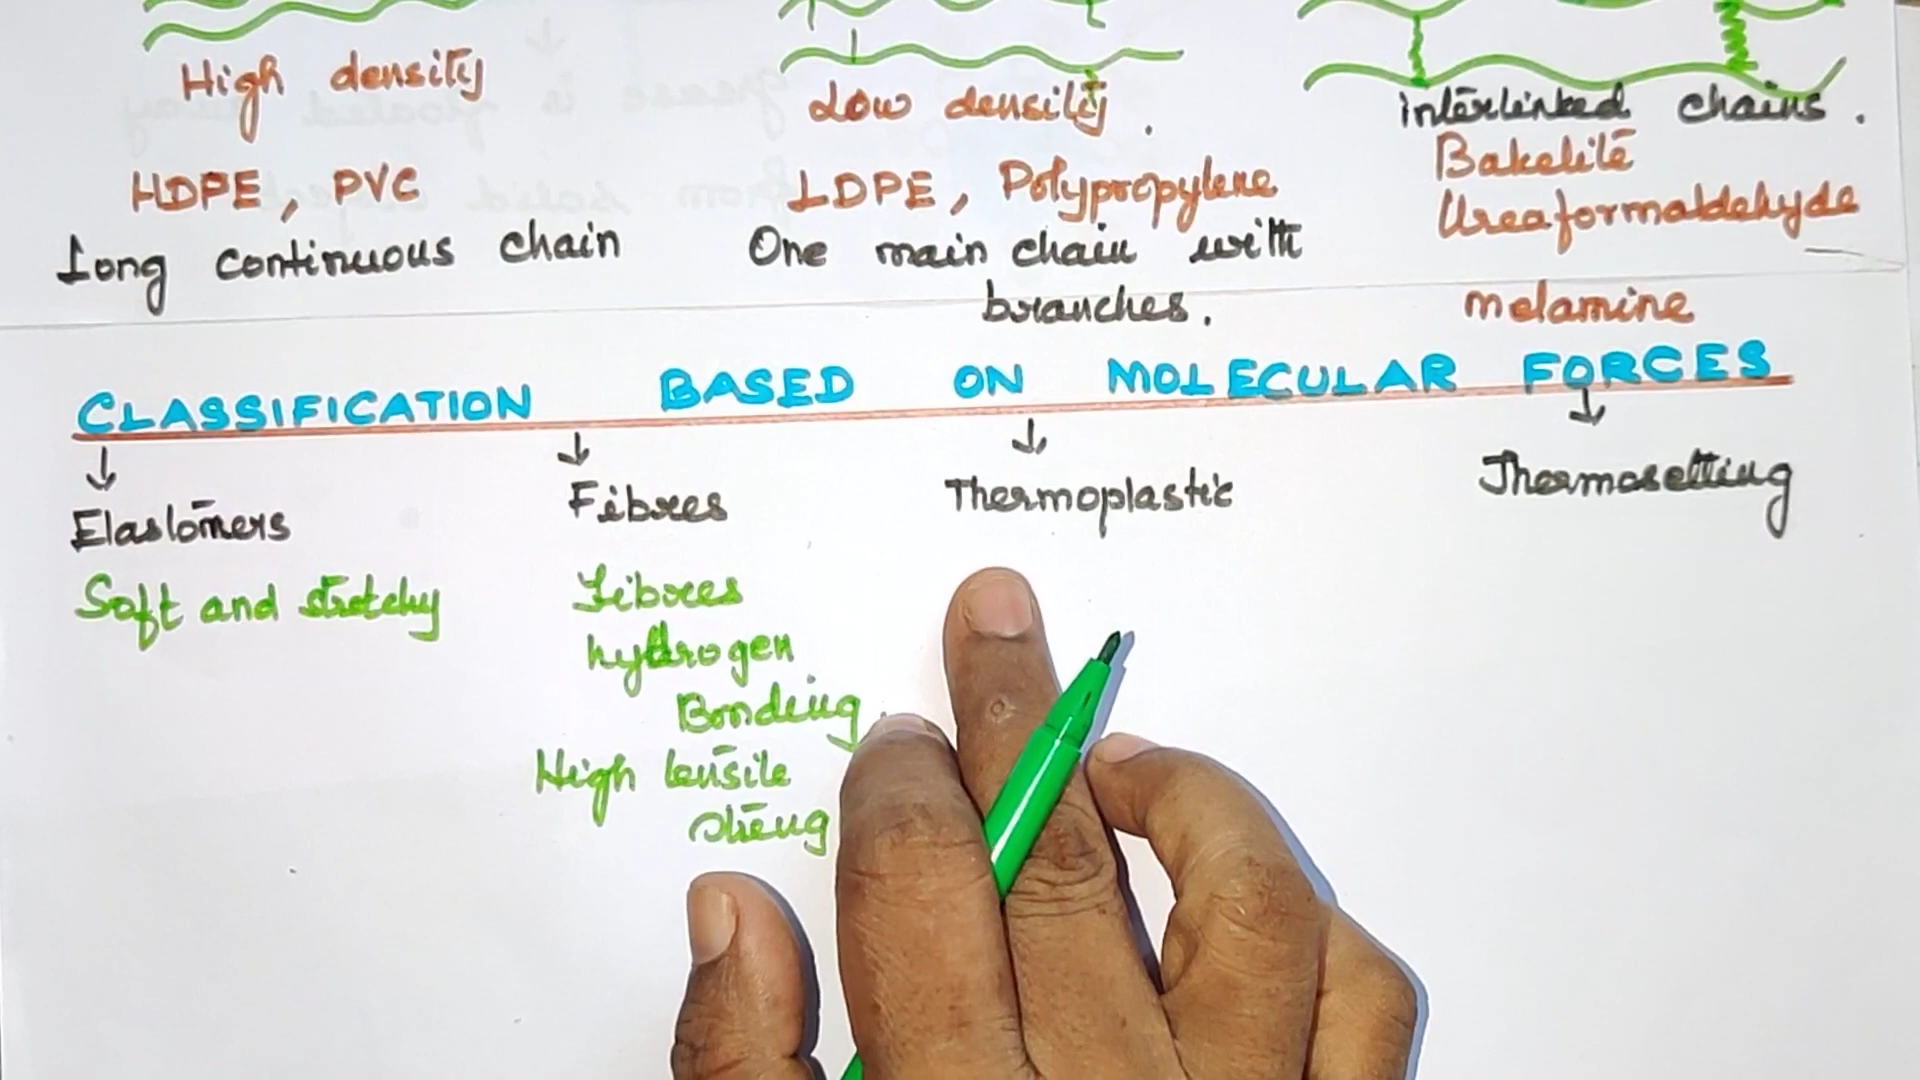 High density
HDPE, PVC
Long continuous chain
Low density.
LDPE, Polypropylene
One main chain with
branches.
interlinked chains.
Bakelite
Ureaformaldehyde
melamine
CLASSIFICATION BASED ON MOLECULAR FORCES
Elastomers
Soft and stretchy
Fibres
Fibres
hydrogen
Bonding.
High tensile
streng
Thermoplastic
Thermosetting